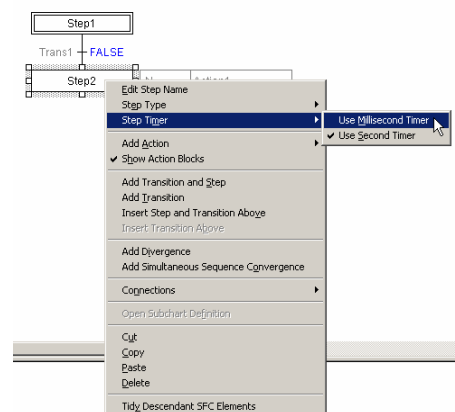 Step1
Trans1 FALSE
Step2
Edit Step Name
Step Type
Step Timer
Use Millisecond Timer
Use Second Timer
Add Action
Show Action Blocks
Add Transition and Step
Add Transition
Insert Step and Transition Above
Insert Transition Above
Add Divergence
Add Simultaneous Sequence Convergence
Connections
Open Subchart Definition
Cut
Copy
Paste
Delete
Tidy Descendant SFC Elements